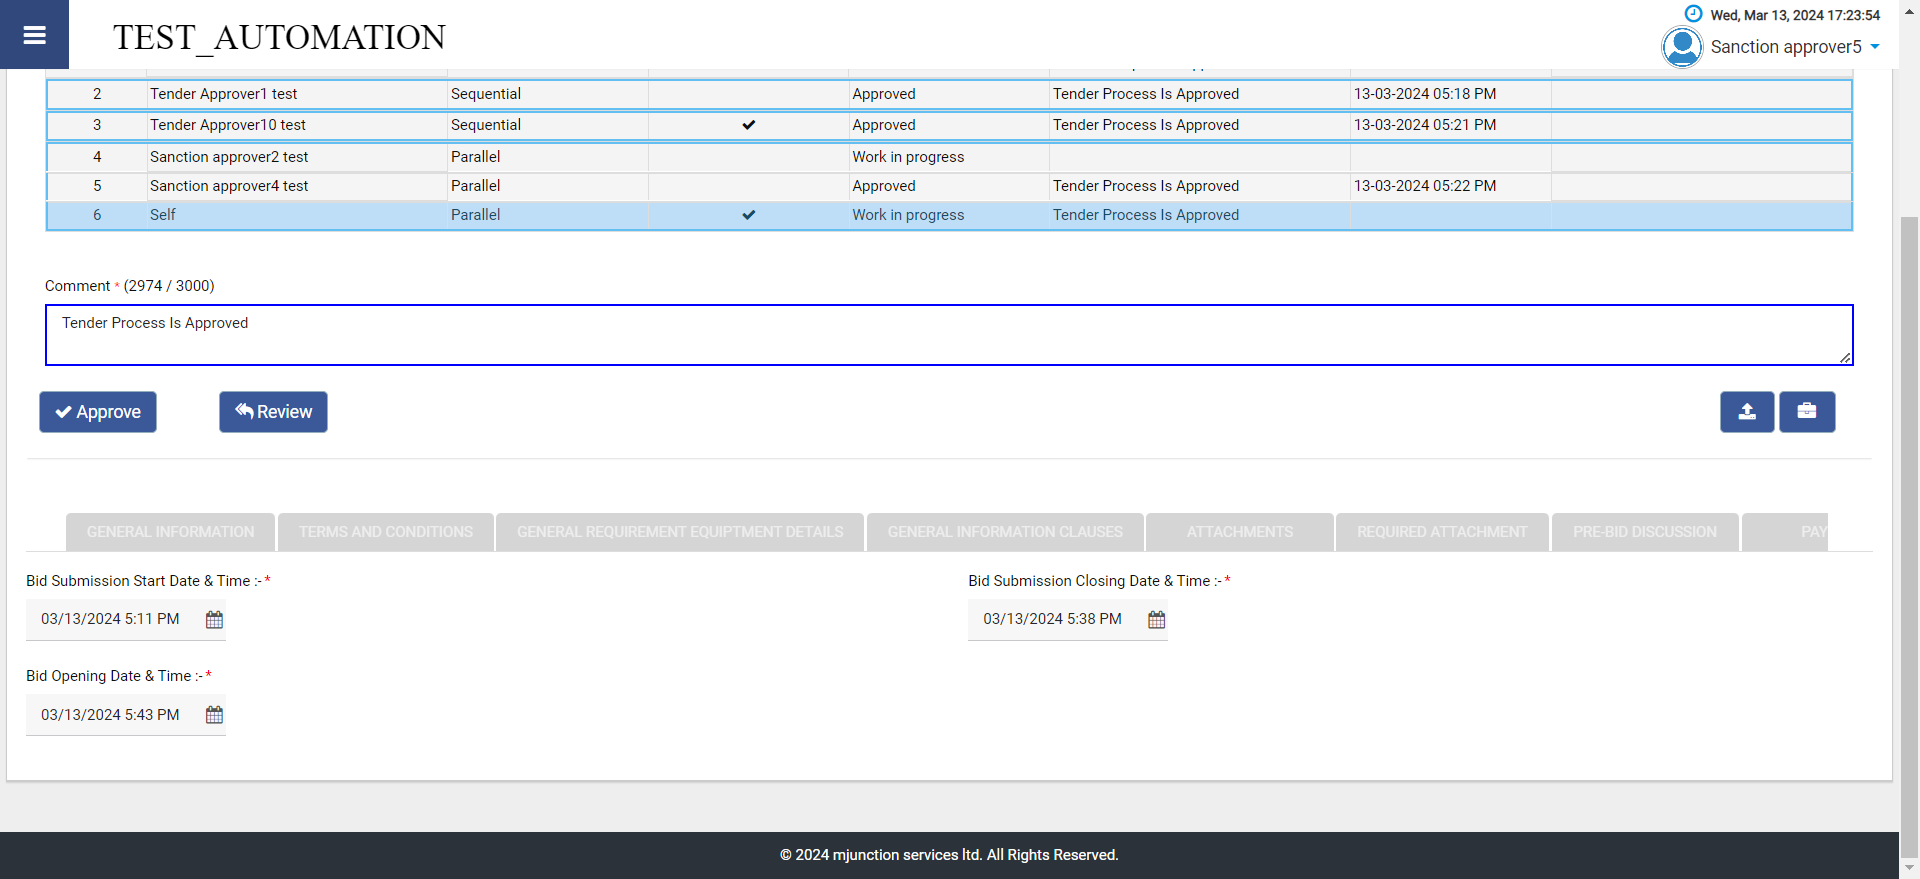 TEST_AUTOMATION
Wed, Mar 13, 2024 17:23:54
Sanction approver5
2 Tender Approver1 test Sequential Approved Tender Process Is Approved 13-03-2024 05:18 PM
3 Tender Approver10 test Sequential ✔ Approved Tender Process Is Approved 13-03-2024 05:21 PM
4 Sanction approver2 test Parallel Work in progress
5 Sanction approver4 test Parallel Approved Tender Process Is Approved 13-03-2024 05:22 PM
6 Self Parallel ✔ Work in progress Tender Process Is Approved
Comment * (2974 / 3000)
Tender Process Is Approved
Approve Review
GENERAL INFORMATION TERMS AND CONDITIONS GENERAL REQUIREMENT EQUIPTMENT DETAILS GENERAL INFORMATION CLAUSES ATTACHMENTS REQUIRED ATTACHMENT PRE-BID DISCUSSION PAY
Bid Submission Start Date & Time :- * Bid Submission Closing Date & Time :- *
03/13/2024 5:11 PM 03/13/2024 5:38 PM
Bid Opening Date & Time :- *
03/13/2024 5:43 PM
© 2024 mjunction services ltd. All Rights Reserved.